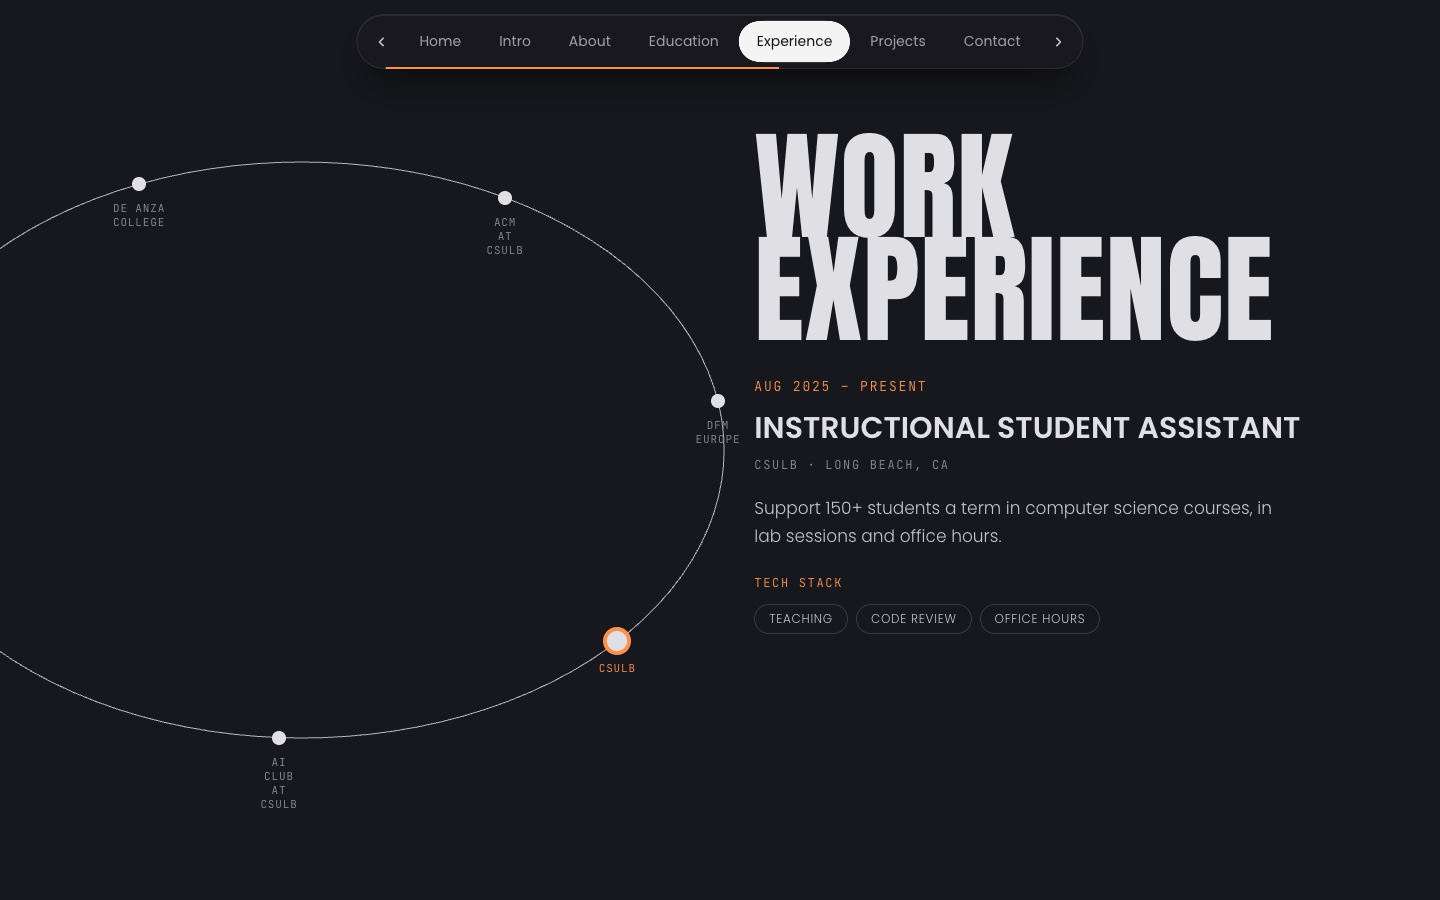 Home
Intro
About
Education
Experience
Projects
Contact
WORK
EXPERIENCE
AUG 2025 – PRESENT
INSTRUCTIONAL STUDENT ASSISTANT
CSULB · LONG BEACH, CA
Support 150+ students a term in computer science courses, in
lab sessions and office hours.
TECH STACK
TEACHING
CODE REVIEW
OFFICE HOURS
DE ANZA
COLLEGE
ACM
AT
CSULB
DFM
EUROPE
CSULB
AI
CLUB
AT
CSULB